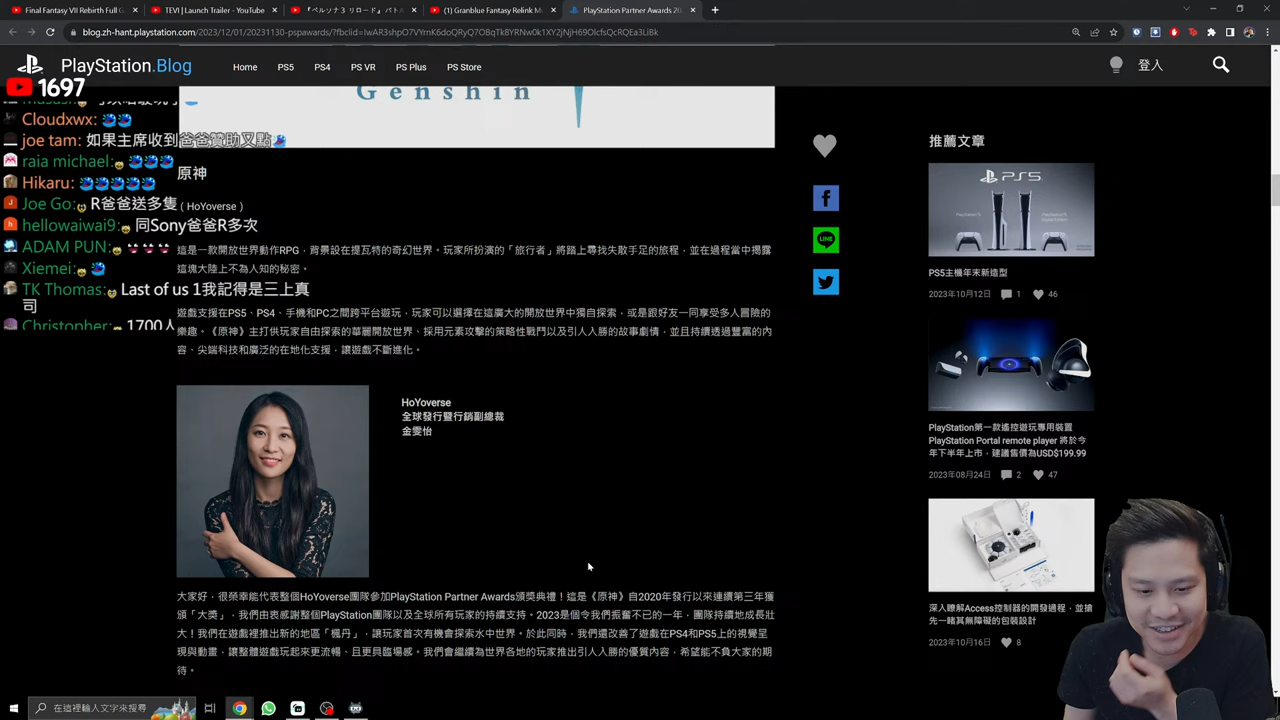 Final Fantasy VII Rebirth Full G
TEVI | Launch Trailer - YouTube
『ペルソナ３ リロード』 バトル
(1) Granblue Fantasy Relink M
PlayStation Partner Awards 20
blog.zh-hant.playstation.com/2023/12/01/20231130-pspawards/?fbclid=IwAR3shpO7VYrnK6doQRyQ7O8qTk8YRNw0k1XY2jNjH69OlcfsQcRQEa3LlBk
PlayStation.Blog
Home
PS5
PS4
PS VR
PS Plus
PS Store
登入
1697
Genshin
Cloudxwx:
joe tam: 如果主席收到爸爸贊助又點
raia michael:
Hikaru:
Joe Go: R爸爸送多隻
hellowaiwai9: 同Sony爸爸R多次
ADAM PUN:
Xiemei:
TK Thomas: Last of us 1我記得是三上真
司
Christopher: 1700人
原神
( HoYoverse )
這是一款開放世界動作RPG，背景設在提瓦特的奇幻世界。玩家所扮演的「旅行者」將踏上尋找失散手足的旅程，並在過程當中揭露
這塊大陸上不為人知的秘密。
遊戲支援在PS5、PS4、手機和PC之間跨平台遊玩，玩家可以選擇在這廣大的開放世界中獨自探索，或是跟好友一同享受多人冒險的
樂趣。《原神》主打供玩家自由探索的華麗開放世界、採用元素攻擊的策略性戰鬥以及引人入勝的故事劇情，並且持續透過豐富的內
容、尖端科技和廣泛的在地化支援，讓遊戲不斷進化。
HoYoverse
全球發行暨行銷副總裁
金雯怡
大家好，很榮幸能代表整個HoYoverse團隊參加PlayStation Partner Awards頒獎典禮！這是《原神》自2020年發行以來連續第三年獲
頒「大獎」，我們由衷感謝整個PlayStation團隊以及全球所有玩家的持續支持。2023是個令我們振奮不已的一年，團隊持續地成長壯
大！我們在遊戲裡推出新的地區「楓丹」，讓玩家首次有機會探索水中世界。於此同時，我們還改善了遊戲在PS4和PS5上的視覺呈
現與動畫，讓整體遊戲玩起來更流暢、且更具臨場感。我們會繼續為世界各地的玩家推出引人入勝的優質內容，希望能不負大家的期
待。
推薦文章
PS5
PS5主機年末新造型
2023年10月12日
1
46
PlayStation第一款遙控遊玩專用裝置
PlayStation Portal remote player 將於今
年下半年上市，建議售價為USD$199.99
2023年08月24日
2
47
深入瞭解Access控制器的開發過程，並搶
先一睹其無障礙的包裝設計
2023年10月16日
8
在這裡輸入文字來搜尋